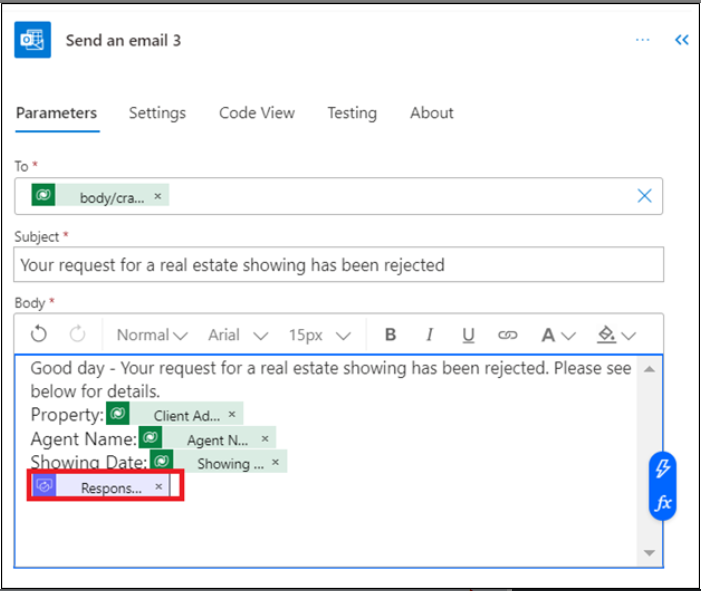 Send an email 3
Parameters Settings Code View Testing About
To *
body/cra... ×
Subject *
Your request for a real estate showing has been rejected
Body *
Normal Arial 15px B I U A
Good day - Your request for a real estate showing has been rejected. Please see
below for details.
Property: Client Ad... ×
Agent Name: Agent N... ×
Showing Date: Showing ... ×
Respons... ×
fx